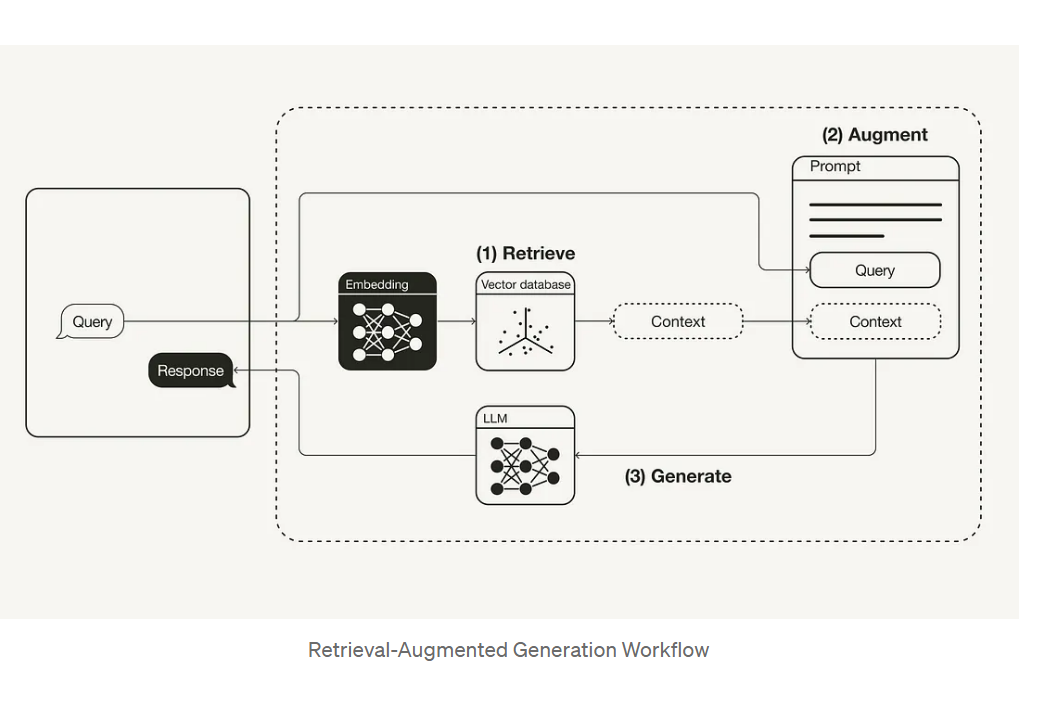 (2) Augment
Prompt
(1) Retrieve
Query
Embedding
Vector database
Query
Context
Context
Response
LLM
(3) Generate
Retrieval-Augmented Generation Workflow